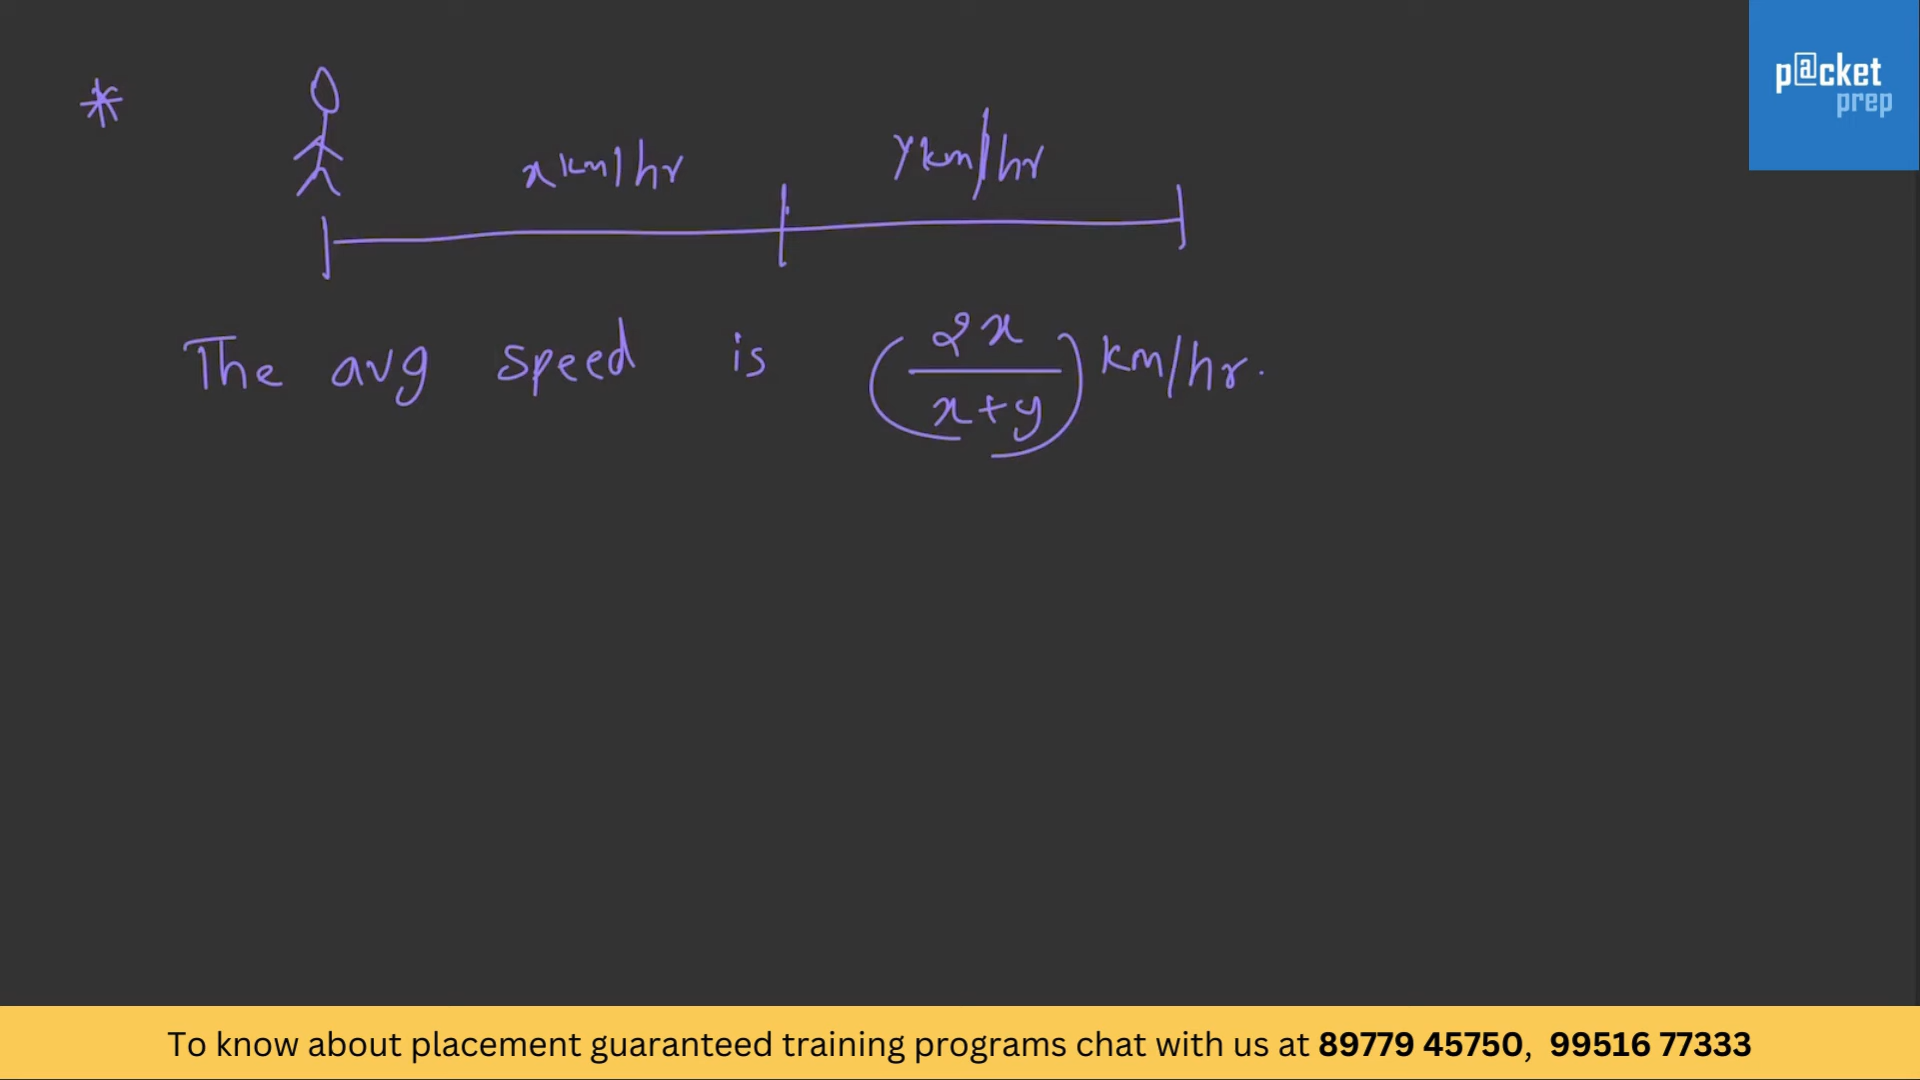 p@cket
prep
*
x km/hr
y km/hr
The avg speed is (2x / x+y) km/hr.
To know about placement guaranteed training programs chat with us at 89779 45750, 99516 77333